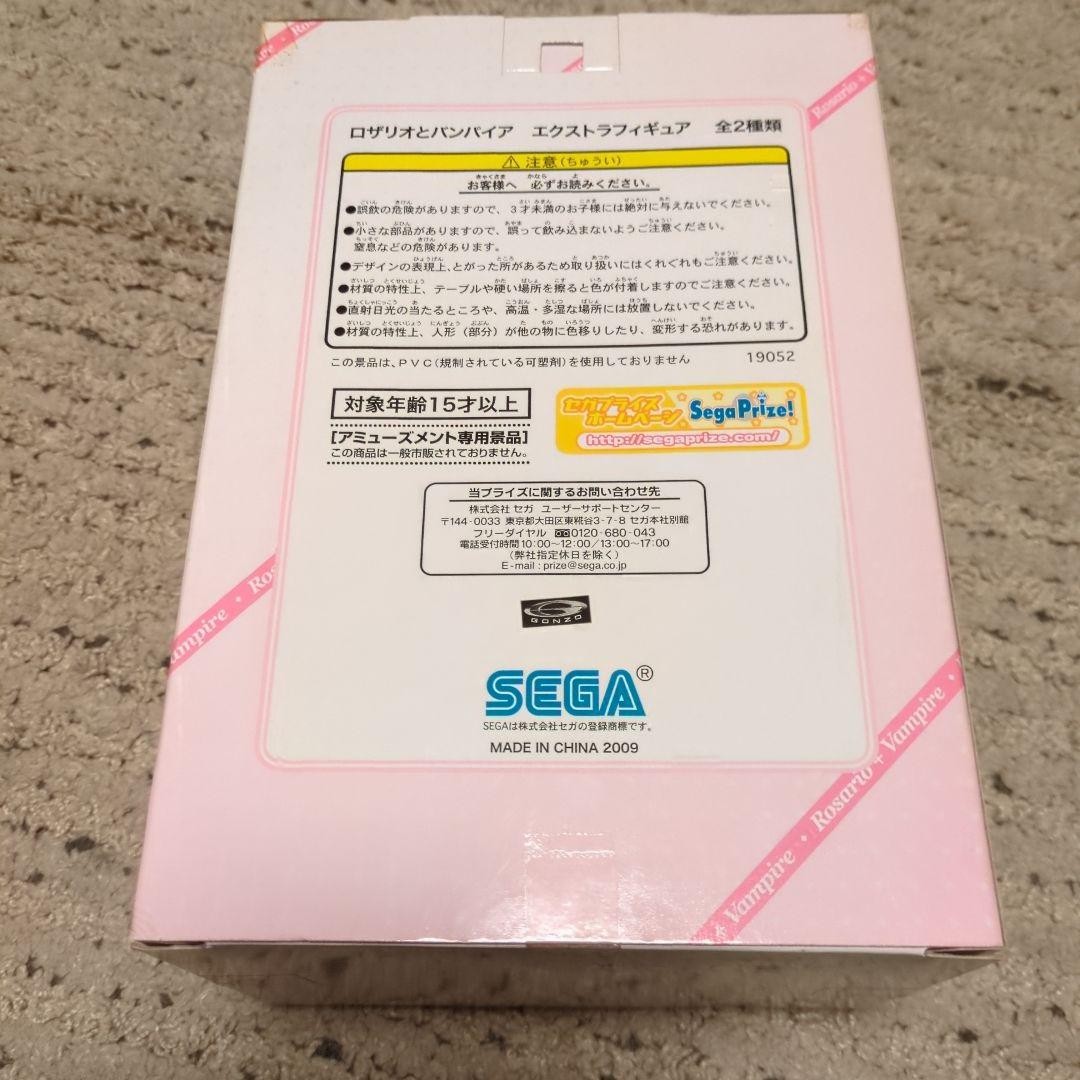 mpire
Rosario + Va
ロザリオとバンパイア エクストラフィギュア 全2種類
⚠ 注意(ちゅうい)
お客様へ 必ずお読みください。
●誤飲の危険がありますので、3才未満のお子様には絶対に与えないでください。
●小さな部品がありますので、誤って飲み込まないようご注意ください。
窒息などの危険があります。
●デザインの表現上、とがった所があるため取り扱いにはくれぐれもご注意ください。
●材質の特性上、テーブルや硬い場所を擦ると色が付着しますのでご注意ください。
●直射日光の当たるところや、高温・多湿な場所には放置しないでください。
●材質の特性上、人形(部分)が他の物に色移りしたり、変形する恐れがあります。
この景品は、PVC(規制されている可塑剤)を使用しておりません 19052
対象年齢15才以上
[アミューズメント専用景品]
この商品は一般市販されておりません。
セガプライズ
ホームページ
SegaPrize!
http://segaprize.com/
当プライズに関するお問い合わせ先
株式会社 セガ ユーザーサポートセンター
〒144-0033 東京都大田区東糀谷3-7-8 セガ本社別館
フリーダイヤル 0120-680-043
電話受付時間10:00～12:00/13:00～17:00
(弊社指定休日を除く)
E-mail : prize@sega.co.jp
GONZO
SEGA®
SEGAは株式会社セガの登録商標です。
MADE IN CHINA 2009
ampire • Ros
+ Vampire • Rosario + Vampire •